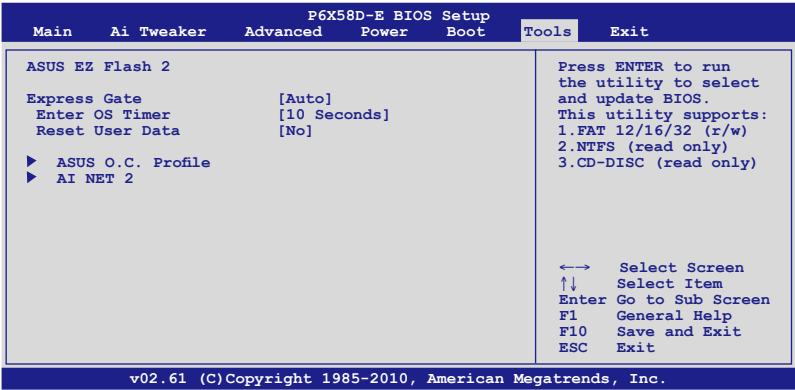 P6X58D-E BIOS Setup
Main Ai Tweaker Advanced Power Boot Tools Exit
ASUS EZ Flash 2
Express Gate [Auto]
Enter OS Timer [10 Seconds]
Reset User Data [No]
ASUS O.C. Profile
AI NET 2
Press ENTER to run
the utility to select
and update BIOS.
This utility supports:
1.FAT 12/16/32 (r/w)
2.NTFS (read only)
3.CD-DISC (read only)
←→ Select Screen
↑↓ Select Item
Enter Go to Sub Screen
F1 General Help
F10 Save and Exit
ESC Exit
v02.61 (C)Copyright 1985-2010, American Megatrends, Inc.